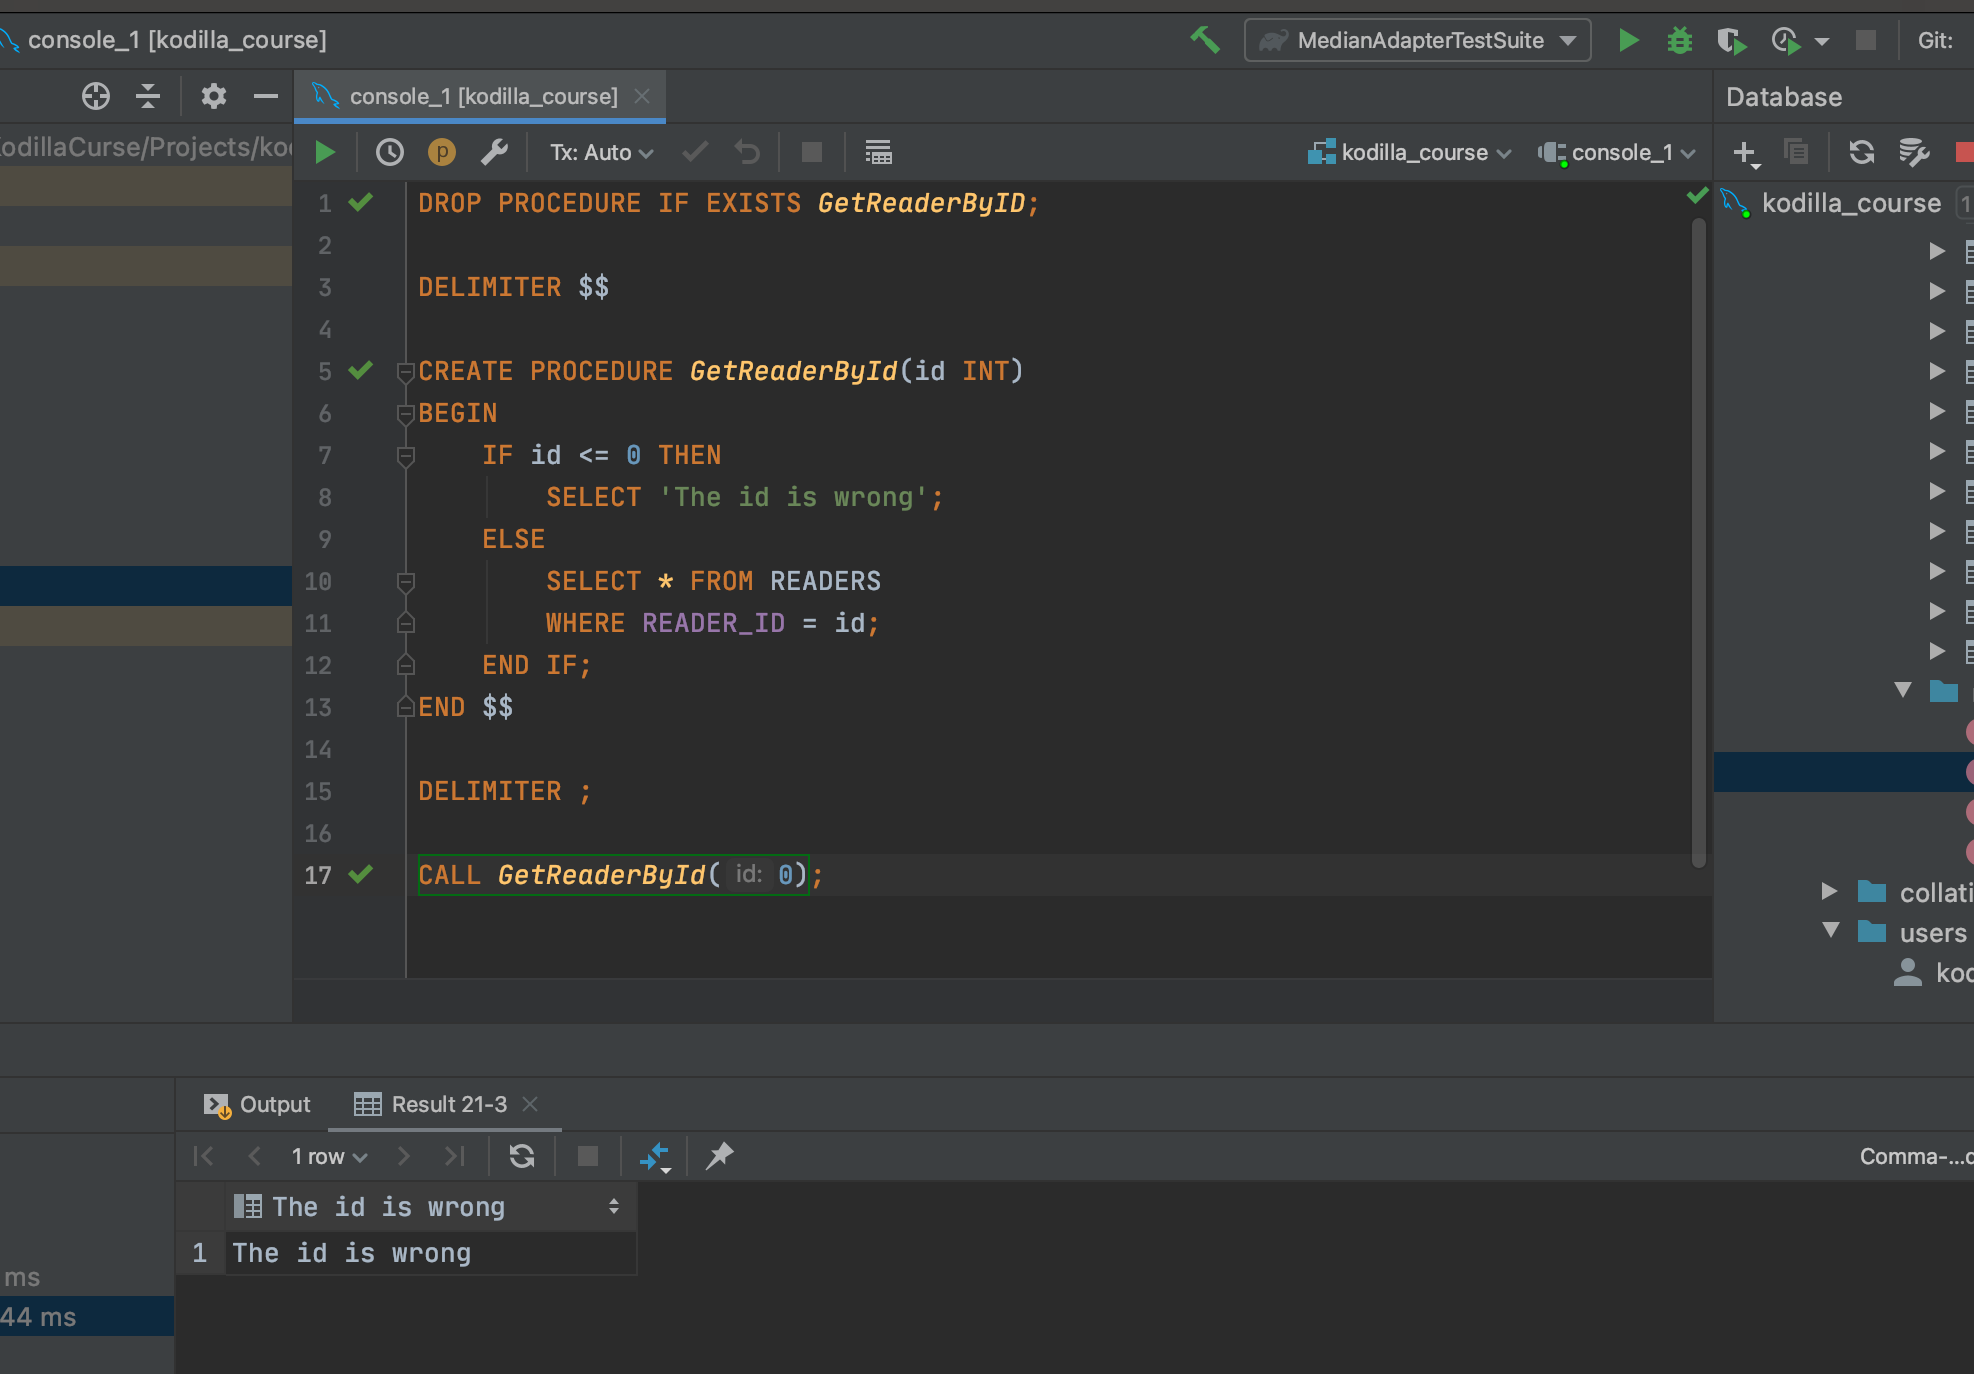 console_1 [kodilla_course]
MedianAdapterTestSuite
Git:
console_1 [kodilla_course]
Database
odillaCurse/Projects/ko
p
Tx: Auto
kodilla_course
console_1
1 DROP PROCEDURE IF EXISTS GetReaderByID;
2
3 DELIMITER $$
4
5 CREATE PROCEDURE GetReaderById(id INT)
6 BEGIN
7 IF id <= 0 THEN
8 SELECT 'The id is wrong';
9 ELSE
10 SELECT * FROM READERS
11 WHERE READER_ID = id;
12 END IF;
13 END $$
14
15 DELIMITER ;
16
17 CALL GetReaderById( id: 0);
kodilla_course 1
collati
users
kod
Output
Result 21-3
1 row
Comma-...d
The id is wrong
1 The id is wrong
ms
44 ms